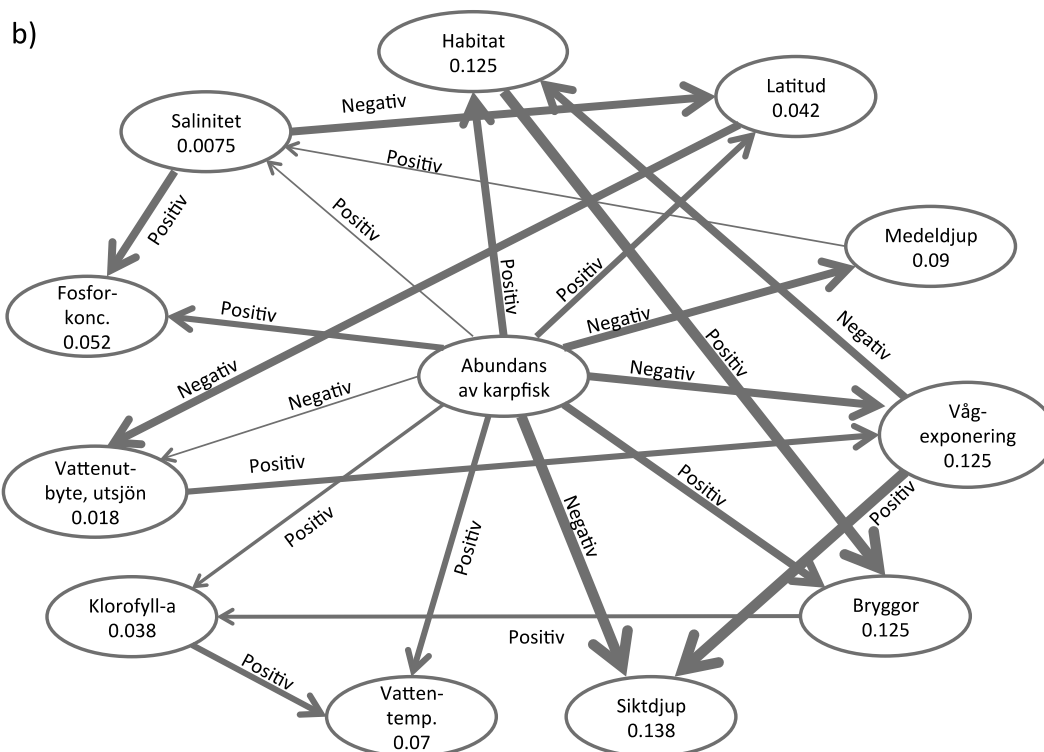 b)
Habitat
0.125
Latitud
0.042
Negativ
Salinitet
0.0075
Positiv
Positiv
Positiv
Medeldjup
0.09
Positiv
Positiv
Fosfor-
konc.
0.052
Positiv
Negativ
Negativ
Positiv
Abundans
av karpfisk
Negativ
Negativ
Negativ
Våg-
exponering
0.125
Vattenut-
byte, utsjön
0.018
Positiv
Positiv
Positiv
Positiv
Positiv
Negativ
Klorofyll-a
0.038
Positiv
Bryggor
0.125
Positiv
Vatten-
temp.
0.07
Siktdjup
0.138